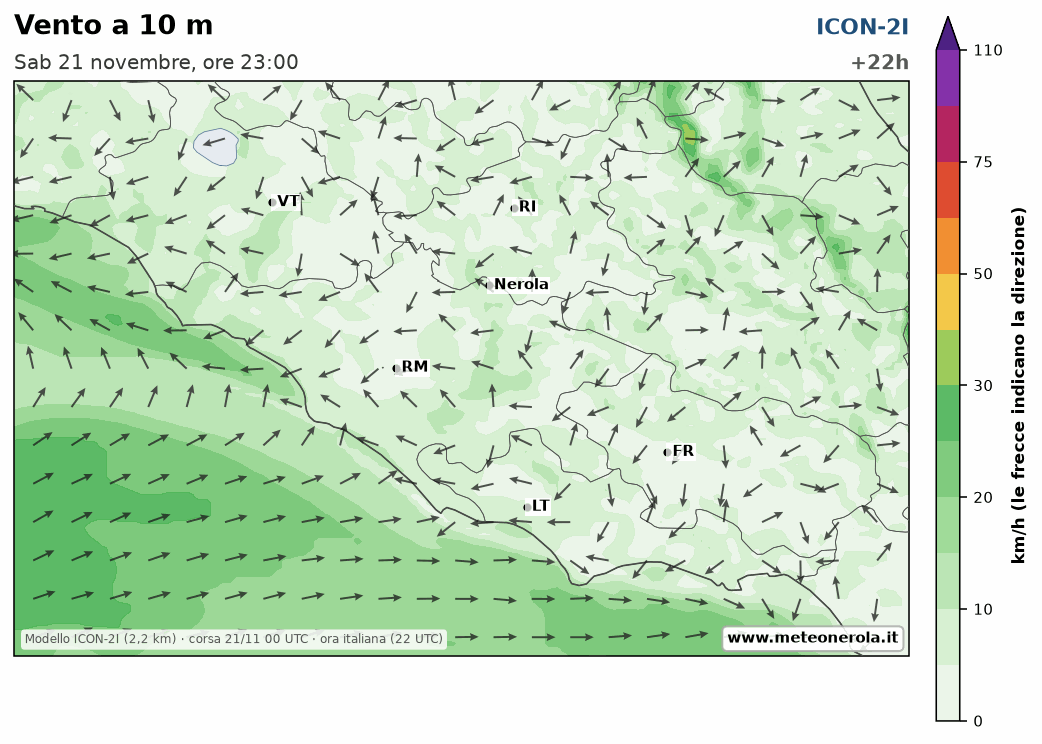 Vento a 10 m
ICON-2I
Sab 21 novembre, ore 23:00
+22h
VT
RI
Nerola
RM
FR
LT
Modello ICON-2I (2,2 km) · corsa 21/11 00 UTC · ora italiana (22 UTC)
www.meteonerola.it
110
75
50
30
20
10
0
km/h (le frecce indicano la direzione)